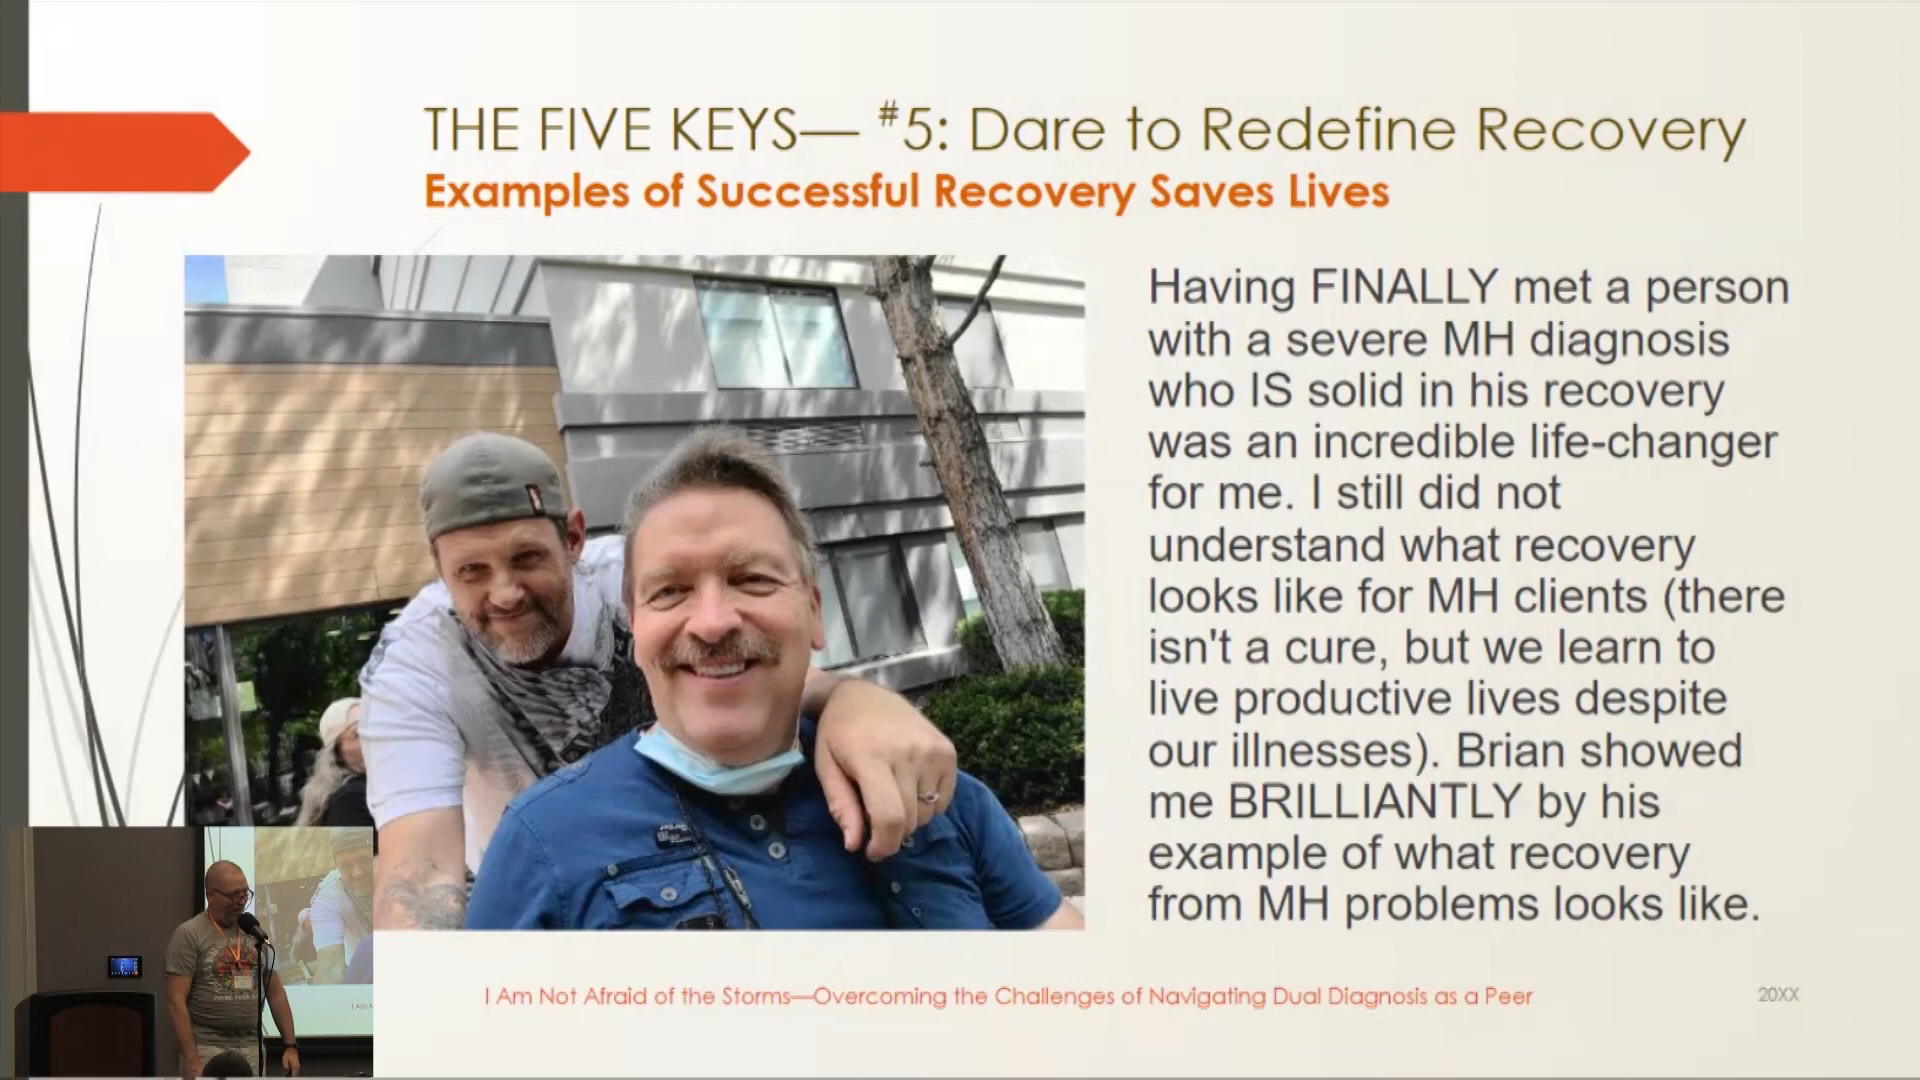 THE FIVE KEYS— #5: Dare to Redefine Recovery
Examples of Successful Recovery Saves Lives
Having FINALLY met a person
with a severe MH diagnosis
who IS solid in his recovery
was an incredible life-changer
for me. I still did not
understand what recovery
looks like for MH clients (there
isn't a cure, but we learn to
live productive lives despite
our illnesses). Brian showed
me BRILLIANTLY by his
example of what recovery
from MH problems looks like.
I Am Not Afraid of the Storms—Overcoming the Challenges of Navigating Dual Diagnosis as a Peer
20XX